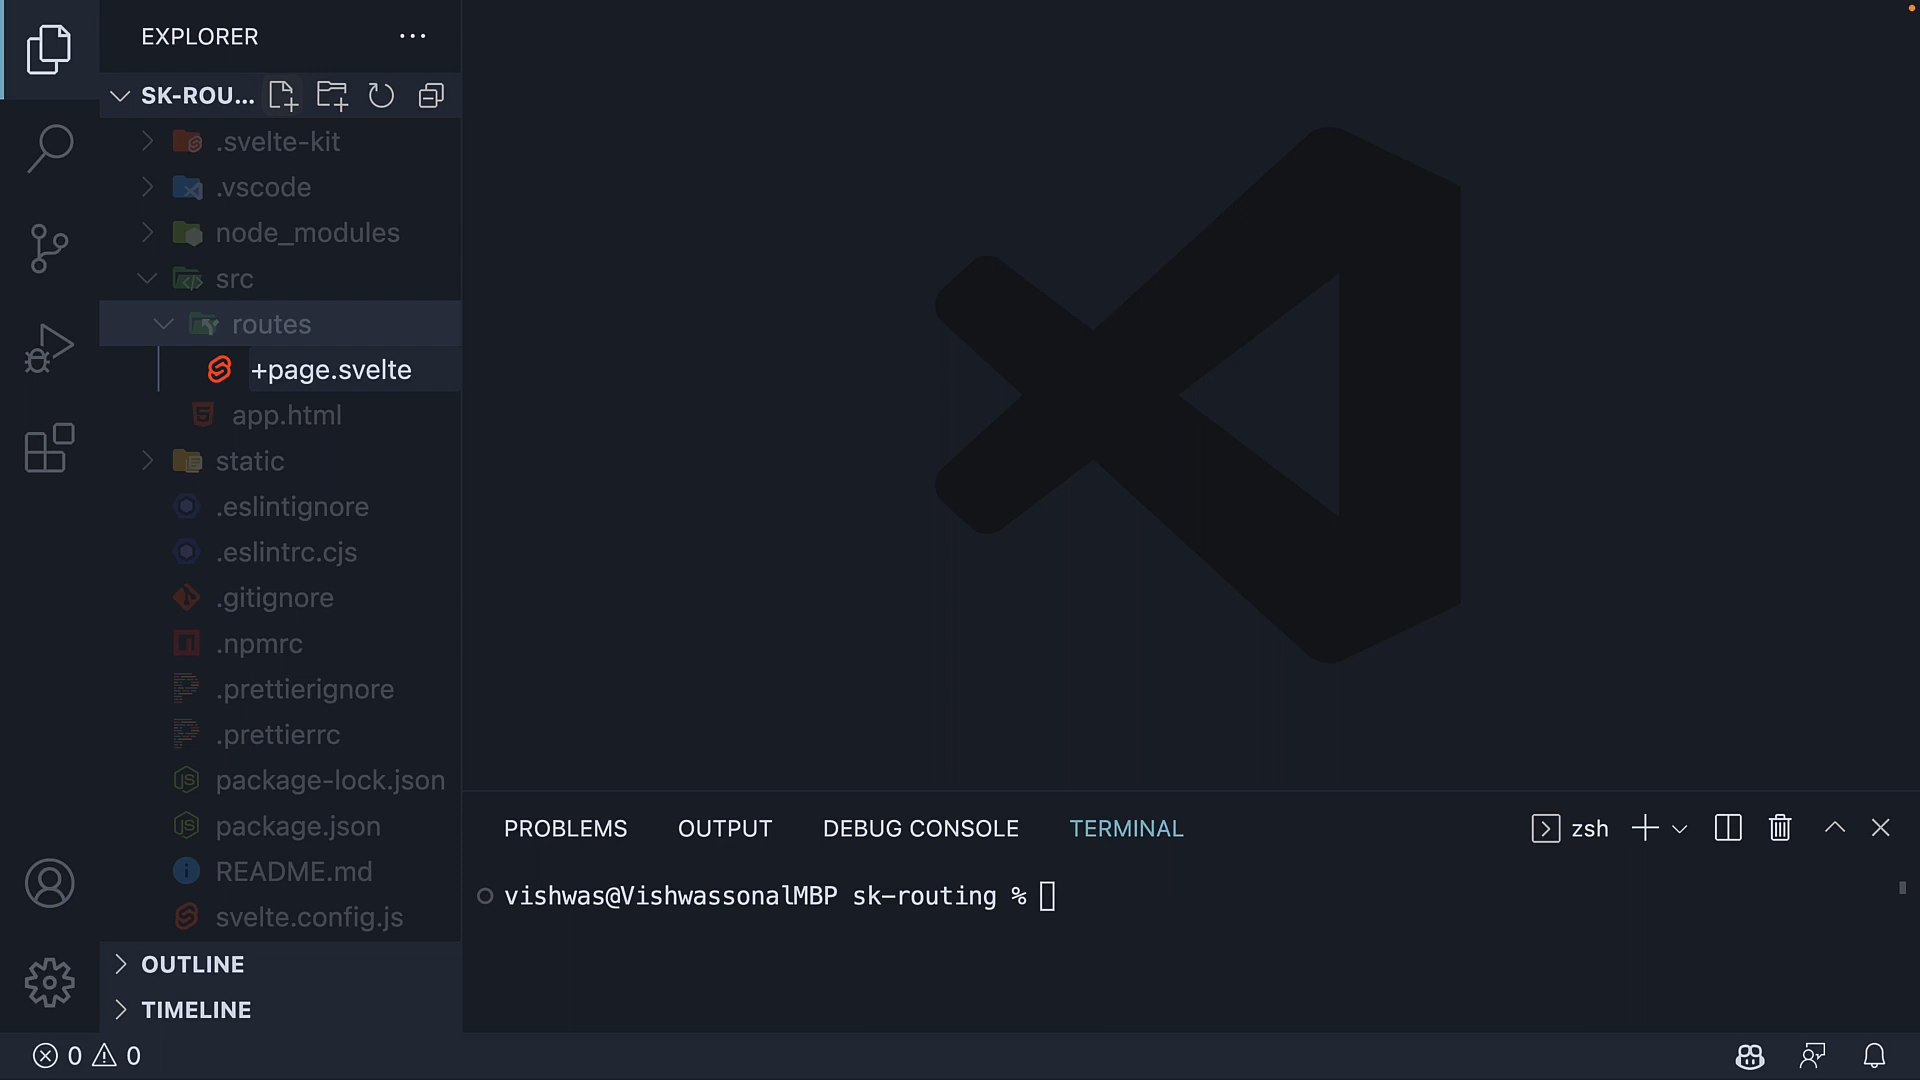 EXPLORER
SK-ROU...
.svelte-kit
.vscode
node_modules
src
routes
+page.svelte
app.html
static
.eslintignore
.eslintrc.cjs
.gitignore
.npmrc
.prettierignore
.prettierrc
package-lock.json
package.json
README.md
svelte.config.js
OUTLINE
TIMELINE
PROBLEMS OUTPUT DEBUG CONSOLE TERMINAL zsh
vishwas@VishwassonalMBP sk-routing %
0 0